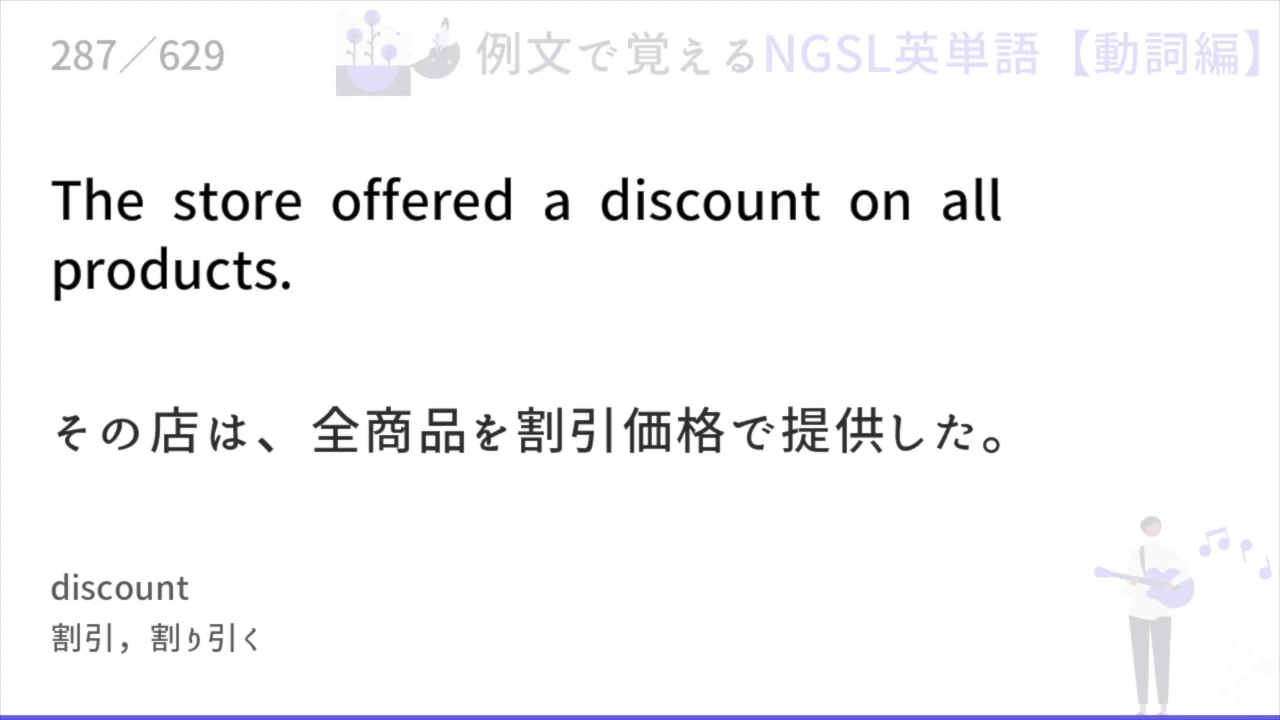 287／629
例文で覚えるNGSL英単語【動詞編】
The store offered a discount on all
products.
その店は、全商品を割引価格で提供した。
discount
割引，割り引く